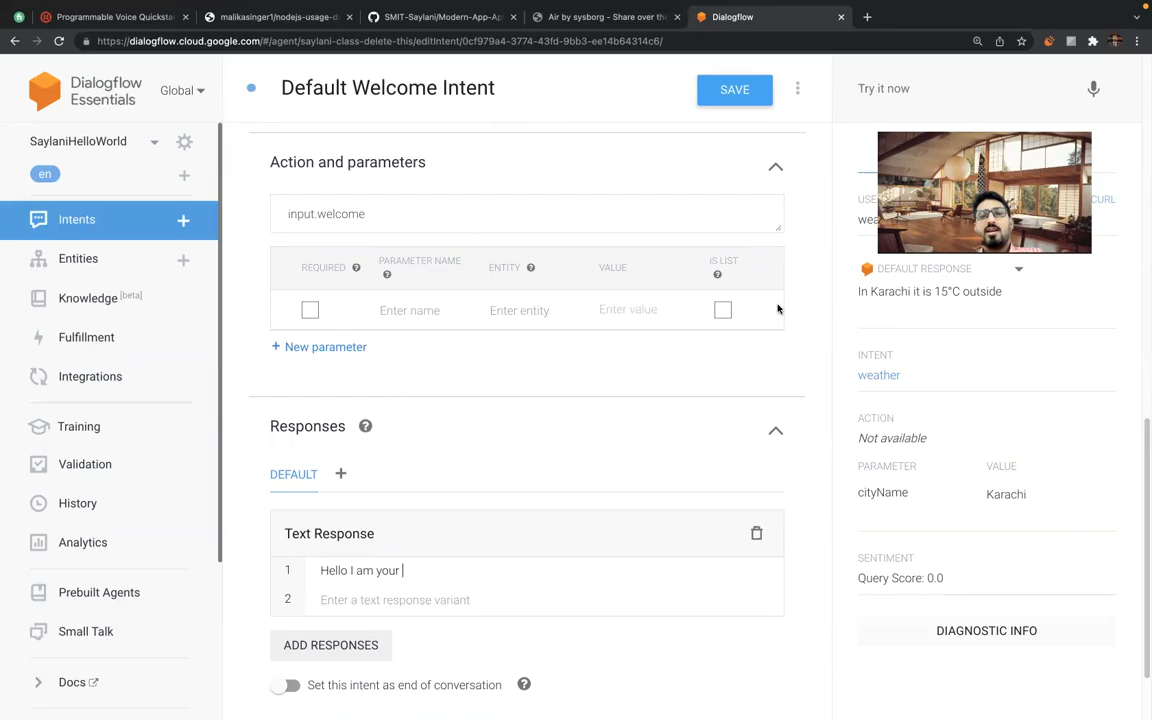 Programmable Voice Quicksta
malikasinger1/nodejs-usage-da
SMIT-Saylani/Modern-App-Ap
Air by sysborg - Share over the
Dialogflow
https://dialogflow.cloud.google.com/#/agent/saylani-class-delete-this/editIntent/0cf979a4-3774-43fd-9bb3-ee14b64314c6/
Dialogflow
Essentials
Global
Default Welcome Intent
SAVE
Try it now
SaylaniHelloWorld
en
Intents
Entities
Knowledge [beta]
Fulfillment
Integrations
Training
Validation
History
Analytics
Prebuilt Agents
Small Talk
Docs
Action and parameters
input.welcome
REQUIRED
PARAMETER NAME
ENTITY
VALUE
IS LIST
Enter name
Enter entity
Enter value
+ New parameter
Responses
DEFAULT
Text Response
1 Hello I am your
2 Enter a text response variant
ADD RESPONSES
Set this intent as end of conversation
USE
CURL
wea
DEFAULT RESPONSE
In Karachi it is 15°C outside
INTENT
weather
ACTION
Not available
PARAMETER
VALUE
cityName
Karachi
SENTIMENT
Query Score: 0.0
DIAGNOSTIC INFO